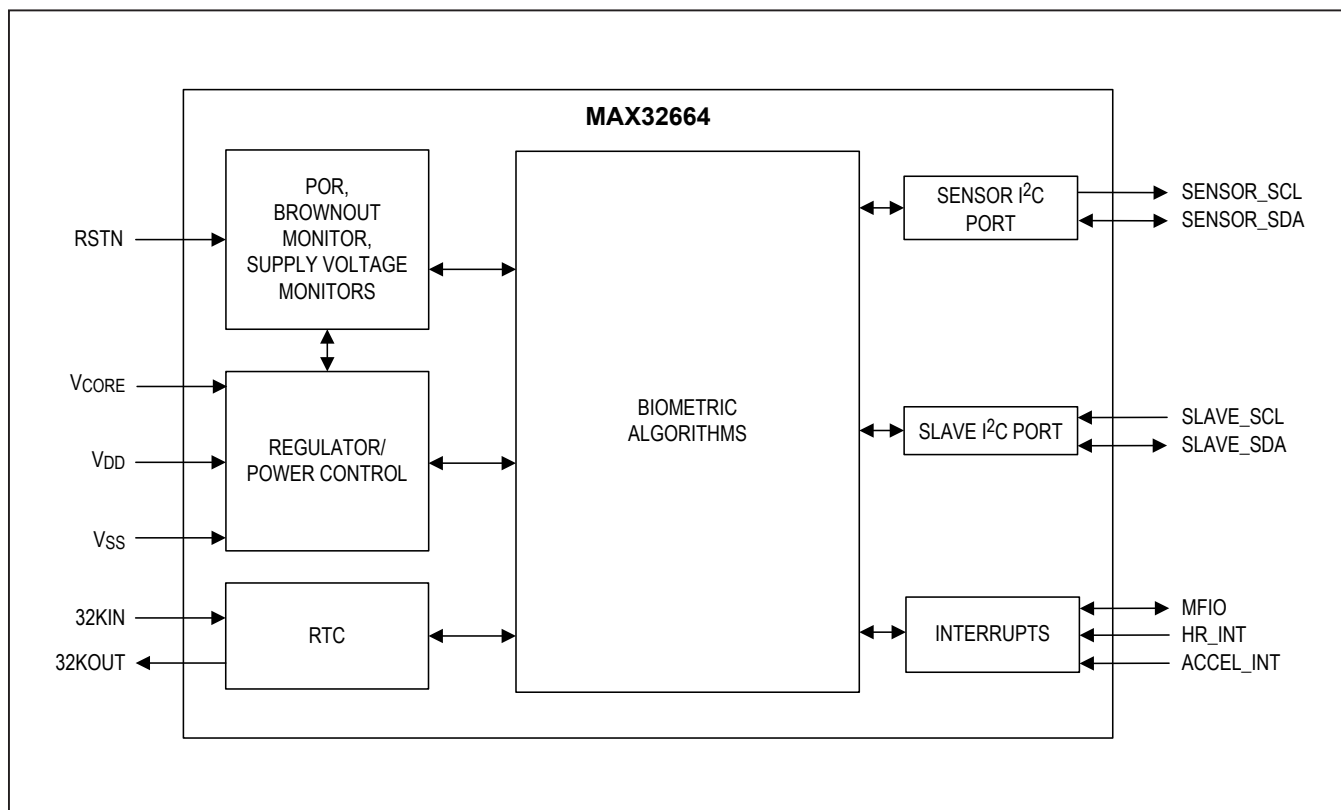 MAX32664
POR,
BROWNOUT
MONITOR,
SUPPLY VOLTAGE
MONITORS
RSTN
VCORE
VDD
VSS
REGULATOR/
POWER CONTROL
32KIN
32KOUT
RTC
BIOMETRIC
ALGORITHMS
SENSOR I²C
PORT
SENSOR_SCL
SENSOR_SDA
SLAVE I²C PORT
SLAVE_SCL
SLAVE_SDA
INTERRUPTS
MFIO
HR_INT
ACCEL_INT